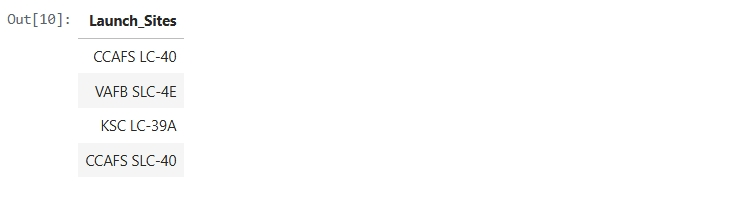 Out[10]: Launch_Sites
CCAFS LC-40
VAFB SLC-4E
KSC LC-39A
CCAFS SLC-40